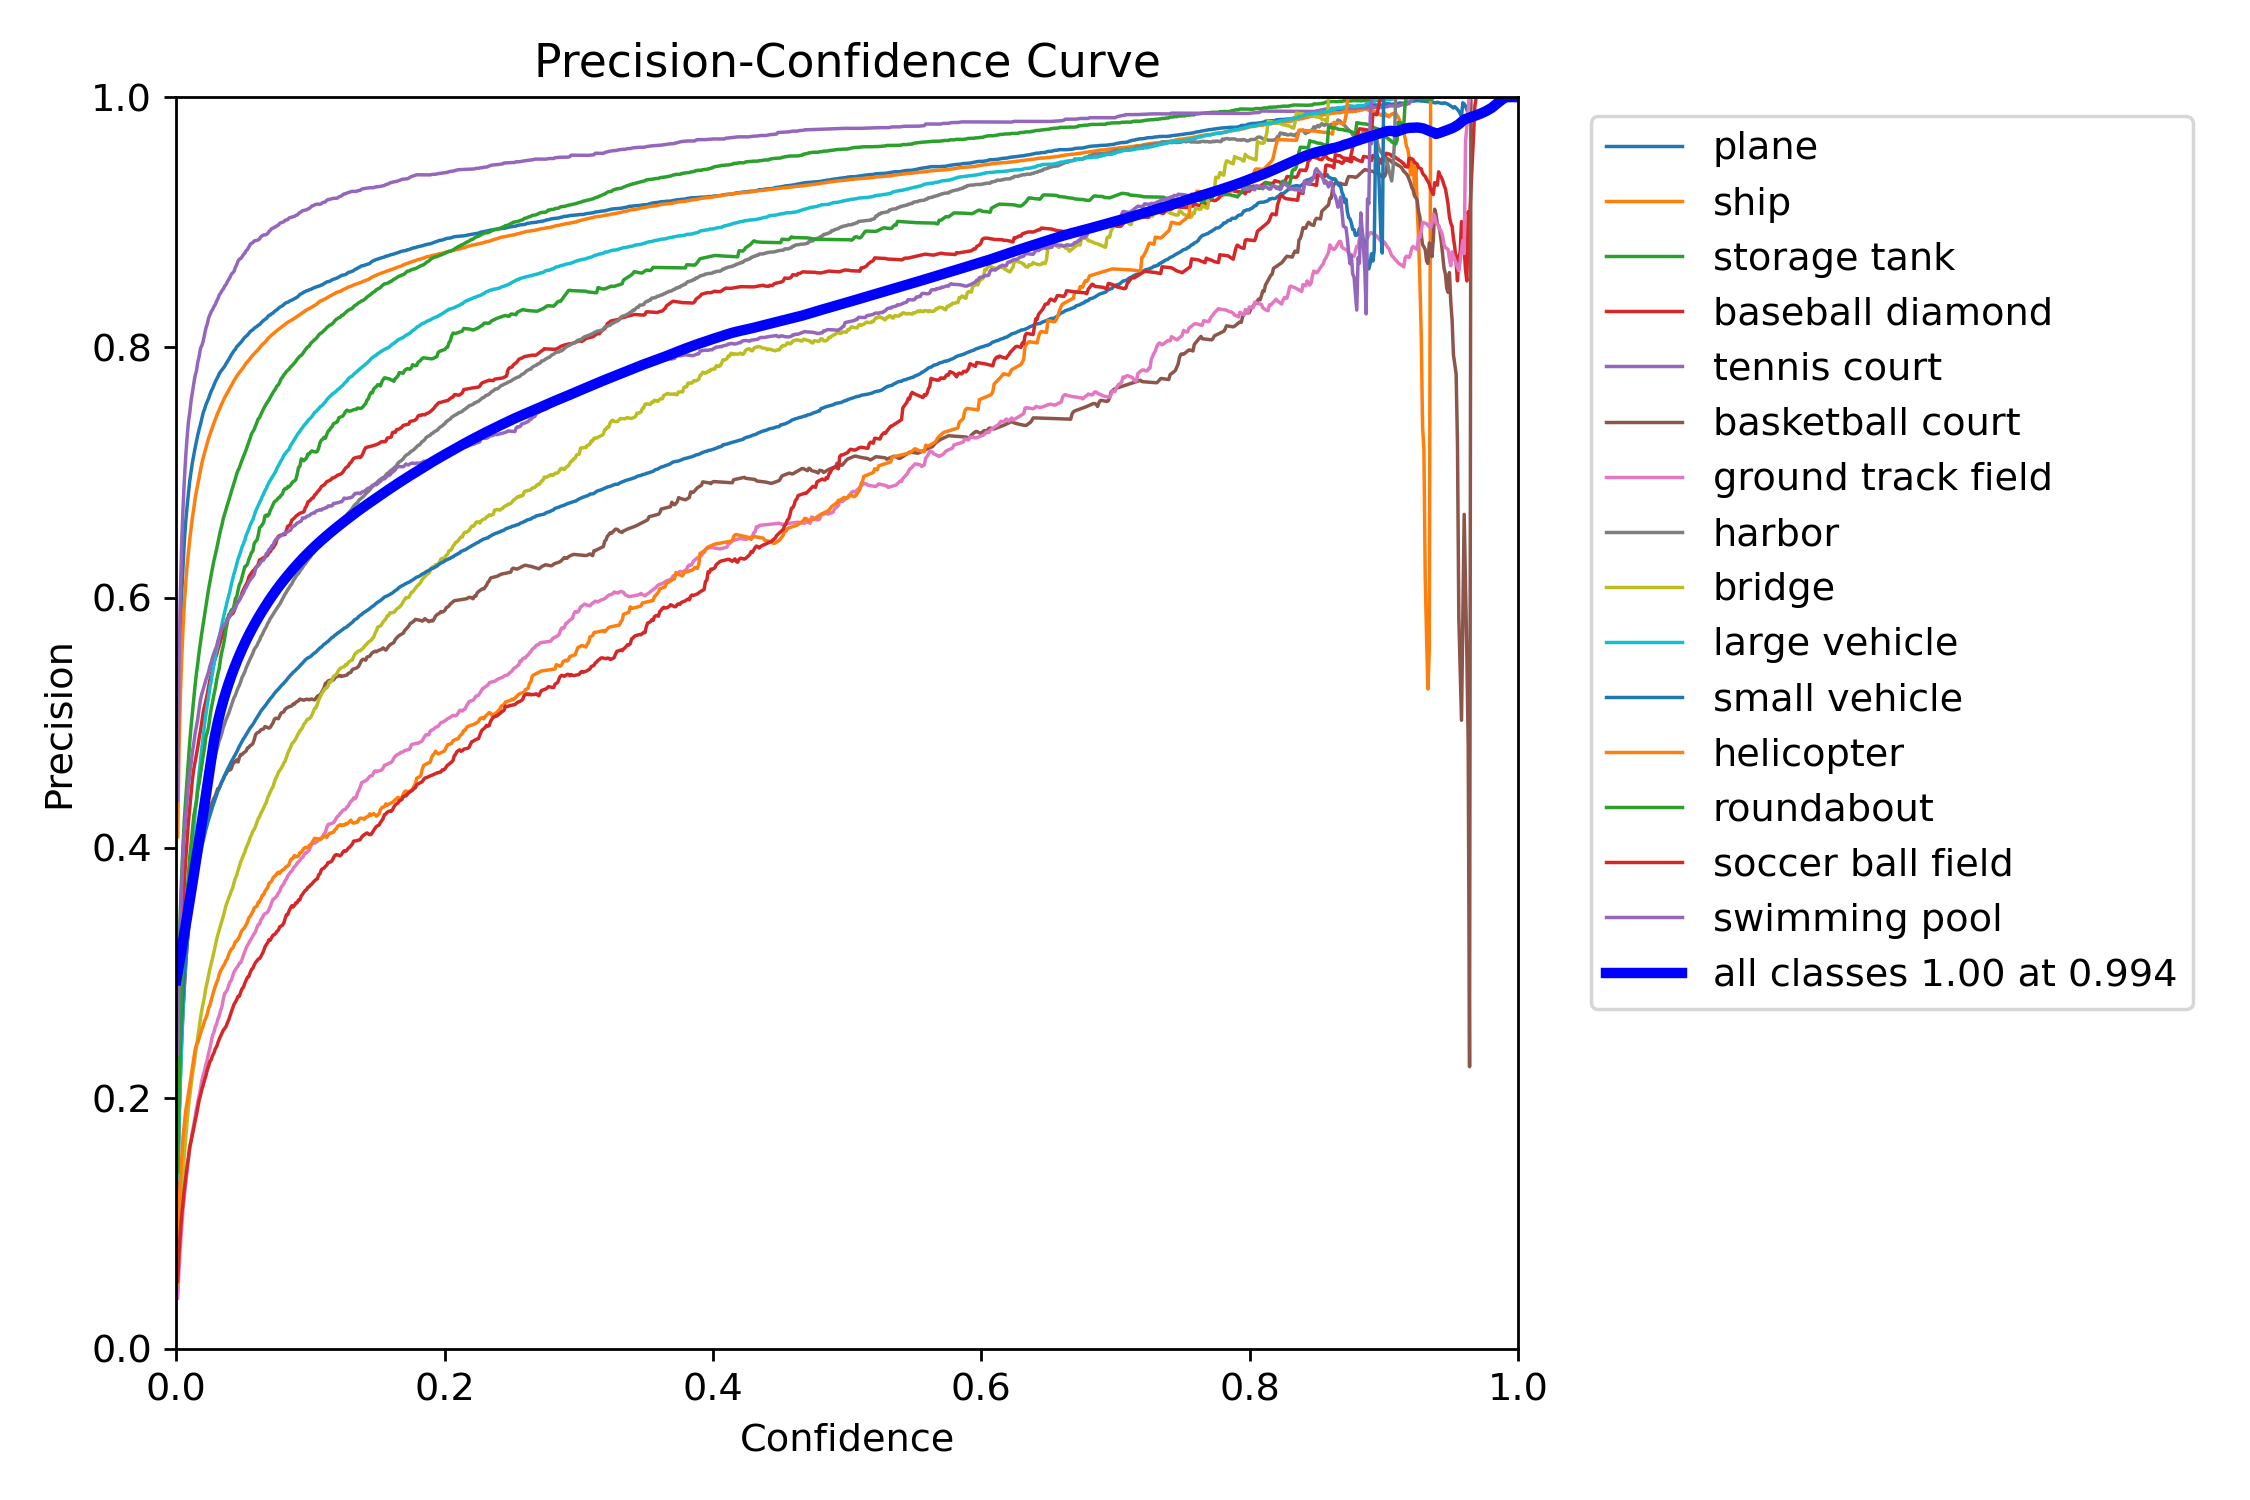 Precision-Confidence Curve
1.0
0.8
0.6
0.4
0.2
0.0
Precision
0.0 0.2 0.4 0.6 0.8 1.0
Confidence
plane
ship
storage tank
baseball diamond
tennis court
basketball court
ground track field
harbor
bridge
large vehicle
small vehicle
helicopter
roundabout
soccer ball field
swimming pool
all classes 1.00 at 0.994